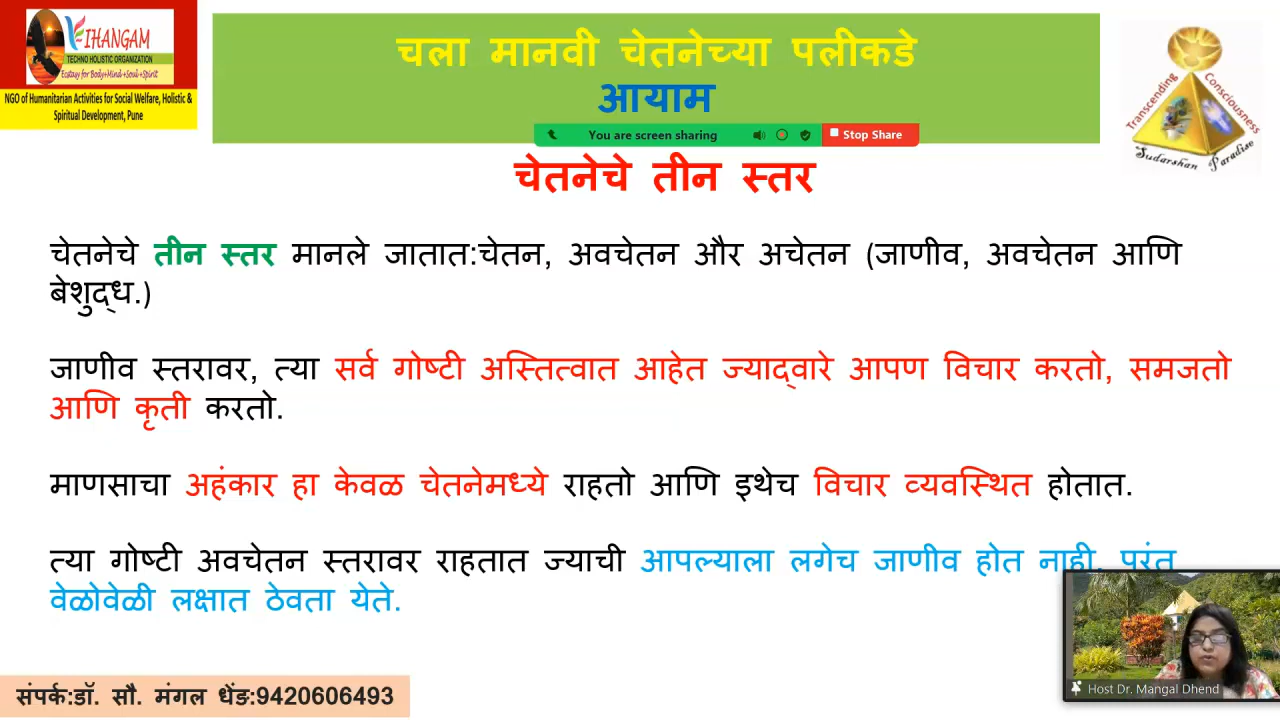 VIHANGAM
TECHNO HOLISTIC ORGANIZATION
Ecstasy for Body+Mind+Soul+Spirit
NGO of Humanitarian Activities for Social Welfare, Holistic &
Spiritual Development, Pune
चला मानवी चेतनेच्या पलीकडे
आयाम
You are screen sharing
Stop Share
Transcending Consciousness
Sudarshan Paradise
चेतनेचे तीन स्तर
चेतनेचे तीन स्तर मानले जातात:चेतन, अवचेतन और अचेतन (जाणीव, अवचेतन आणि
बेशुद्ध.)
जाणीव स्तरावर, त्या सर्व गोष्टी अस्तित्वात आहेत ज्याद्वारे आपण विचार करतो, समजतो
आणि कृती करतो.
माणसाचा अहंकार हा केवळ चेतनेमध्ये राहतो आणि इथेच विचार व्यवस्थित होतात.
त्या गोष्टी अवचेतन स्तरावर राहतात ज्याची आपल्याला लगेच जाणीव होत नाही, परंतु
वेळोवेळी लक्षात ठेवता येते.
Host Dr. Mangal Dhend
संपर्क:डॉ. सौ. मंगल धेंड:9420606493